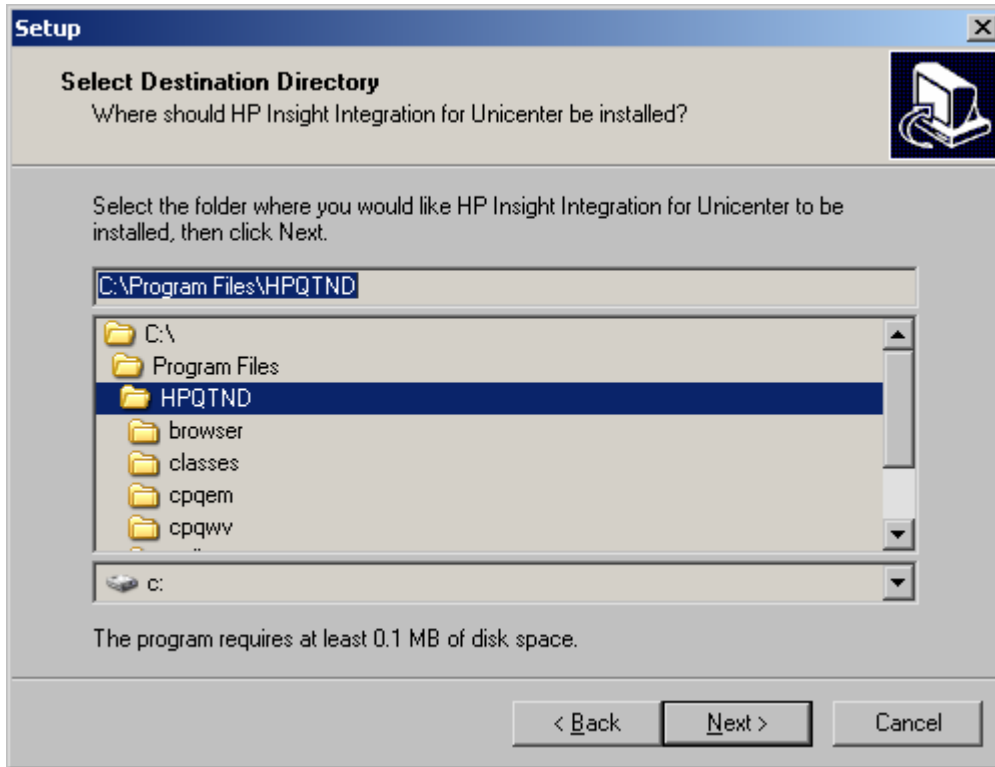 Setup
Select Destination Directory
Where should HP Insight Integration for Unicenter be installed?
Select the folder where you would like HP Insight Integration for Unicenter to be
installed, then click Next.
C:\Program Files\HPQTND
C:\
Program Files
HPQTND
browser
classes
cpqem
cpqwv
c:
The program requires at least 0.1 MB of disk space.
< Back
Next >
Cancel